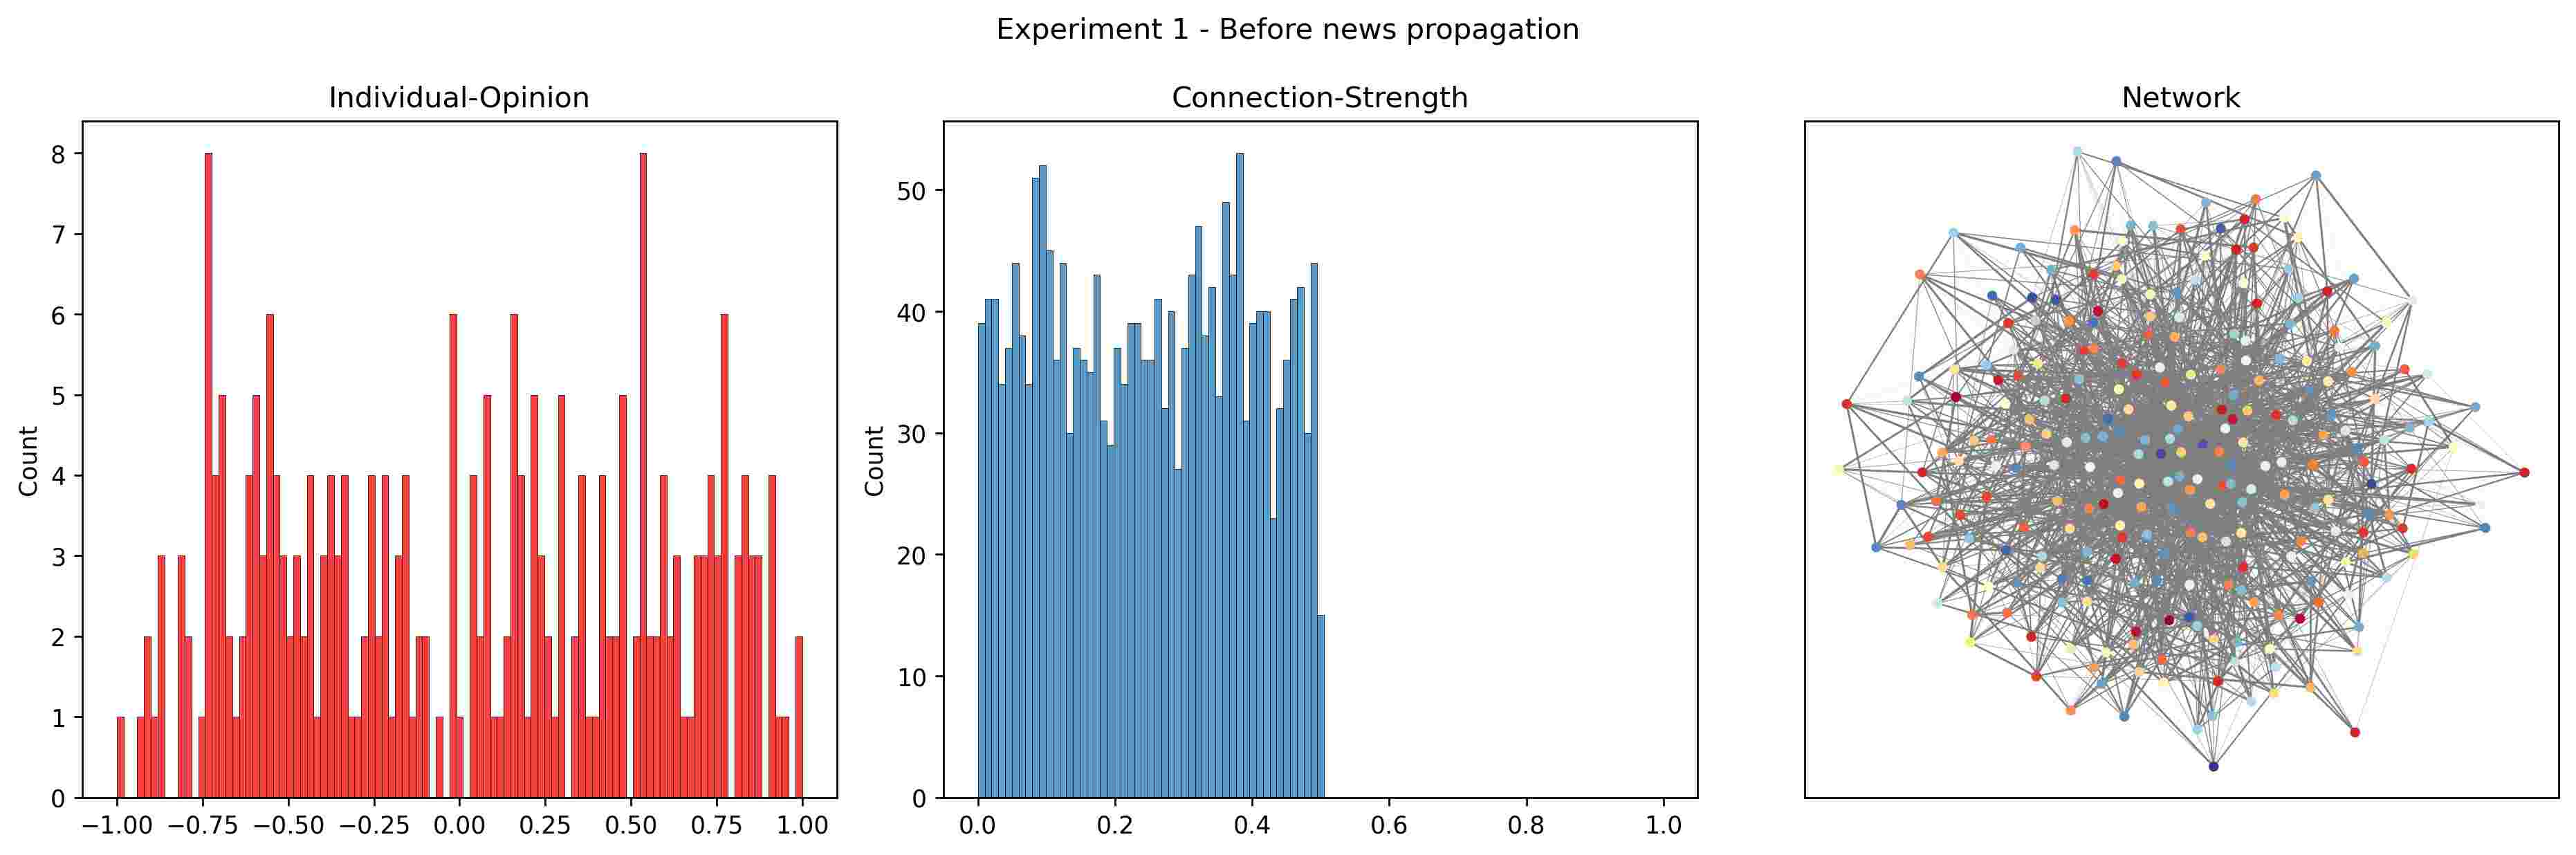 Experiment 1 - Before news propagation
Individual-Opinion
Count
8
7
6
5
4
3
2
1
0
−1.00 −0.75 −0.50 −0.25 0.00 0.25 0.50 0.75 1.00
Connection-Strength
Count
50
40
30
20
10
0
0.0 0.2 0.4 0.6 0.8 1.0
Network